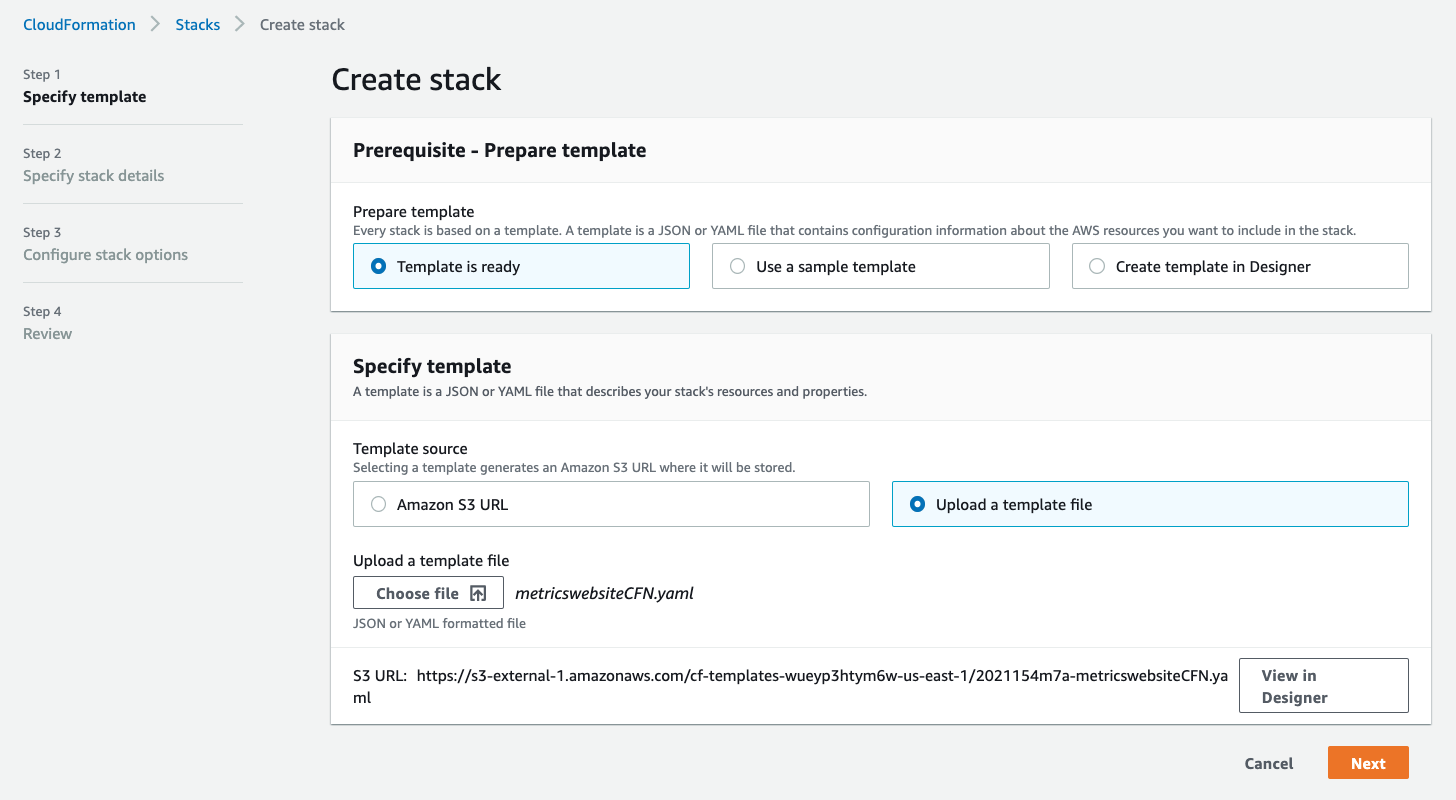 CloudFormation > Stacks > Create stack
Step 1
Specify template
Step 2
Specify stack details
Step 3
Configure stack options
Step 4
Review
Create stack
Prerequisite - Prepare template
Prepare template
Every stack is based on a template. A template is a JSON or YAML file that contains configuration information about the AWS resources you want to include in the stack.
Template is ready
Use a sample template
Create template in Designer
Specify template
A template is a JSON or YAML file that describes your stack's resources and properties.
Template source
Selecting a template generates an Amazon S3 URL where it will be stored.
Amazon S3 URL
Upload a template file
Upload a template file
Choose file metricswebsiteCFN.yaml
JSON or YAML formatted file
S3 URL: https://s3-external-1.amazonaws.com/cf-templates-wueyp3htym6w-us-east-1/2021154m7a-metricswebsiteCFN.ya
ml
View in
Designer
Cancel
Next